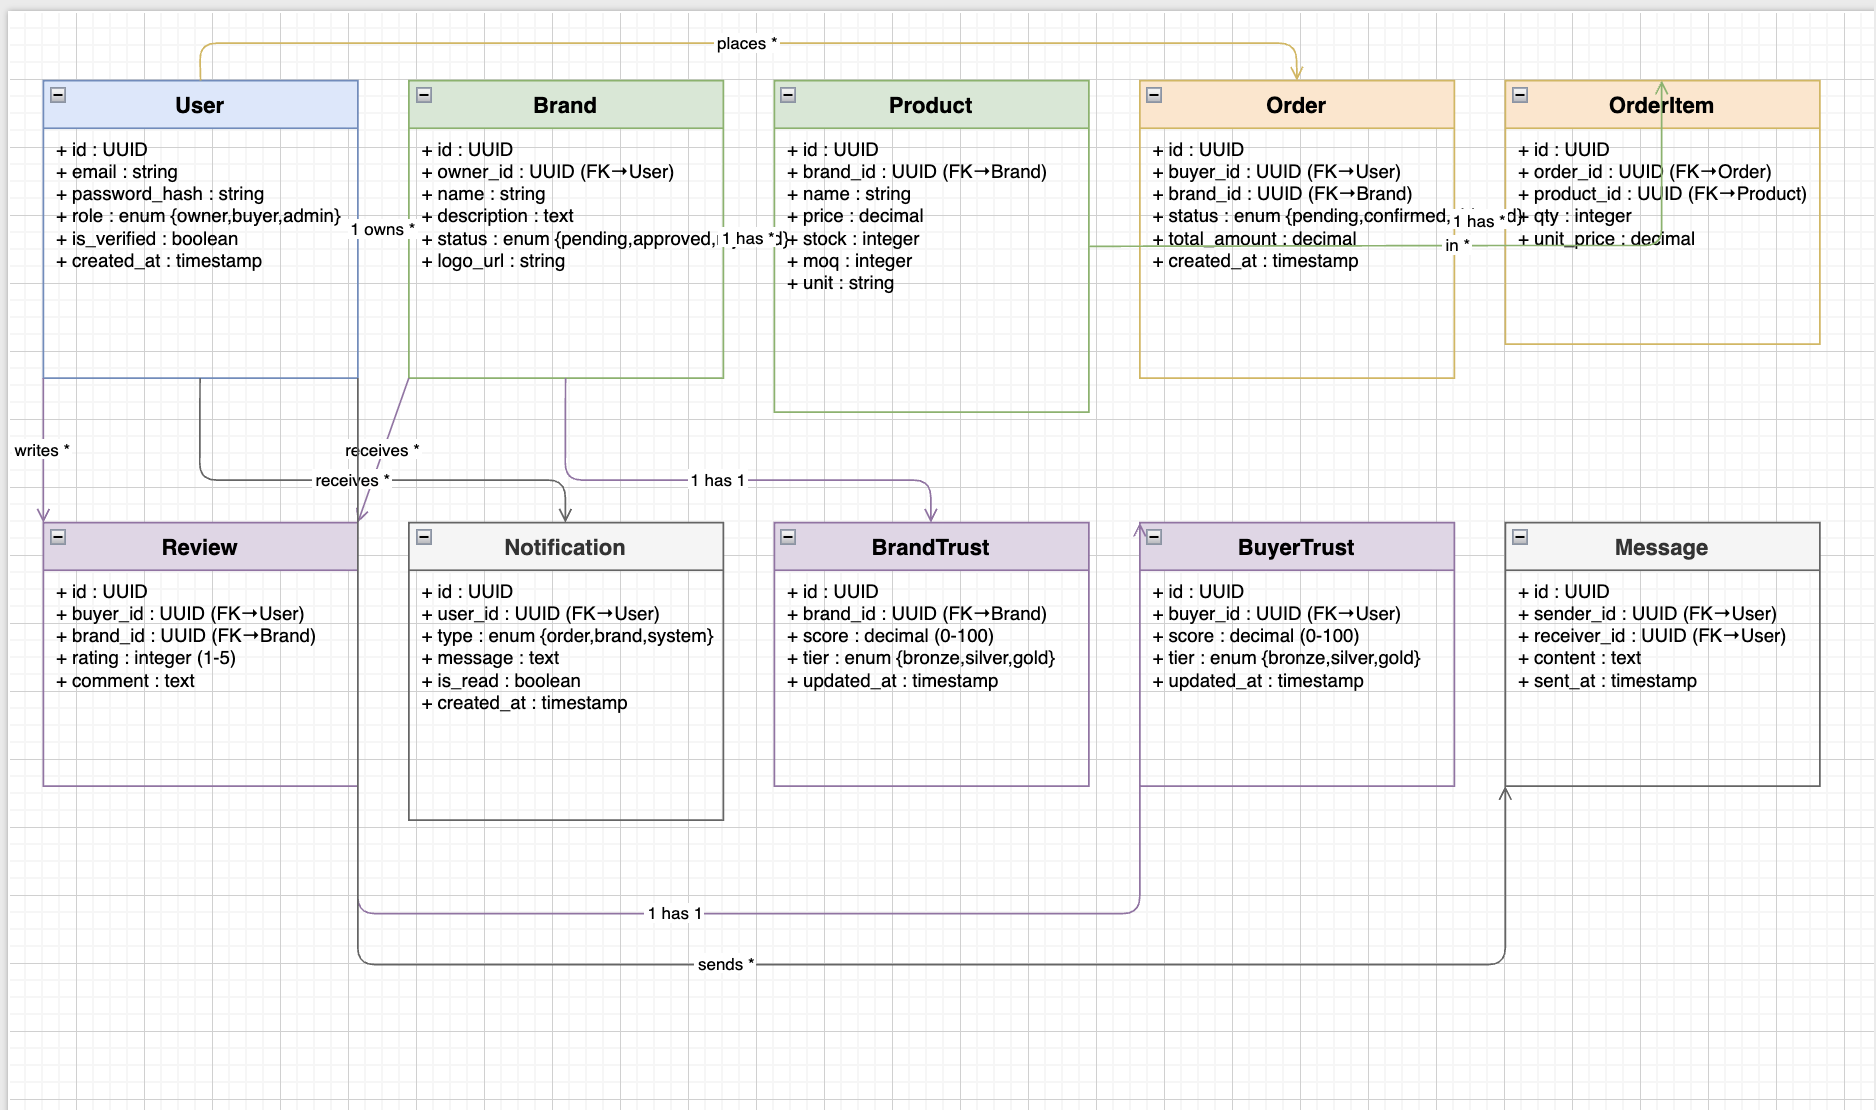 places *
User
+ id : UUID
+ email : string
+ password_hash : string
+ role : enum {owner,buyer,admin}
+ is_verified : boolean
+ created_at : timestamp
1 owns *
Brand
+ id : UUID
+ owner_id : UUID (FK→User)
+ name : string
+ description : text
+ status : enum {pending,approved,
+ logo_url : string
1 has *
Product
+ id : UUID
+ brand_id : UUID (FK→Brand)
+ name : string
+ price : decimal
+ stock : integer
+ moq : integer
+ unit : string
Order
+ id : UUID
+ buyer_id : UUID (FK→User)
+ brand_id : UUID (FK→Brand)
+ status : enum {pending,confirmed,
+ total_amount : decimal
+ created_at : timestamp
1 has *
in *
OrderItem
+ id : UUID
+ order_id : UUID (FK→Order)
+ product_id : UUID (FK→Product)
+ qty : integer
+ unit_price : decimal
writes *
receives *
receives *
1 has 1
Review
+ id : UUID
+ buyer_id : UUID (FK→User)
+ brand_id : UUID (FK→Brand)
+ rating : integer (1-5)
+ comment : text
Notification
+ id : UUID
+ user_id : UUID (FK→User)
+ type : enum {order,brand,system}
+ message : text
+ is_read : boolean
+ created_at : timestamp
BrandTrust
+ id : UUID
+ brand_id : UUID (FK→Brand)
+ score : decimal (0-100)
+ tier : enum {bronze,silver,gold}
+ updated_at : timestamp
BuyerTrust
+ id : UUID
+ buyer_id : UUID (FK→User)
+ score : decimal (0-100)
+ tier : enum {bronze,silver,gold}
+ updated_at : timestamp
Message
+ id : UUID
+ sender_id : UUID (FK→User)
+ receiver_id : UUID (FK→User)
+ content : text
+ sent_at : timestamp
1 has 1
sends *